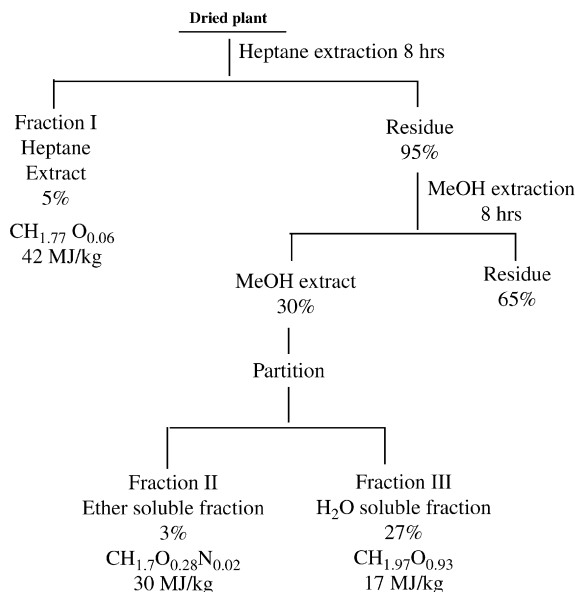 Dried plant
Heptane extraction 8 hrs
Fraction I
Heptane
Extract
5%
CH1.77 O0.06
42 MJ/kg
Residue
95%
MeOH extraction
8 hrs
MeOH extract
30%
Residue
65%
Partition
Fraction II
Ether soluble fraction
3%
CH1.7O0.28N0.02
30 MJ/kg
Fraction III
H2O soluble fraction
27%
CH1.97O0.93
17 MJ/kg